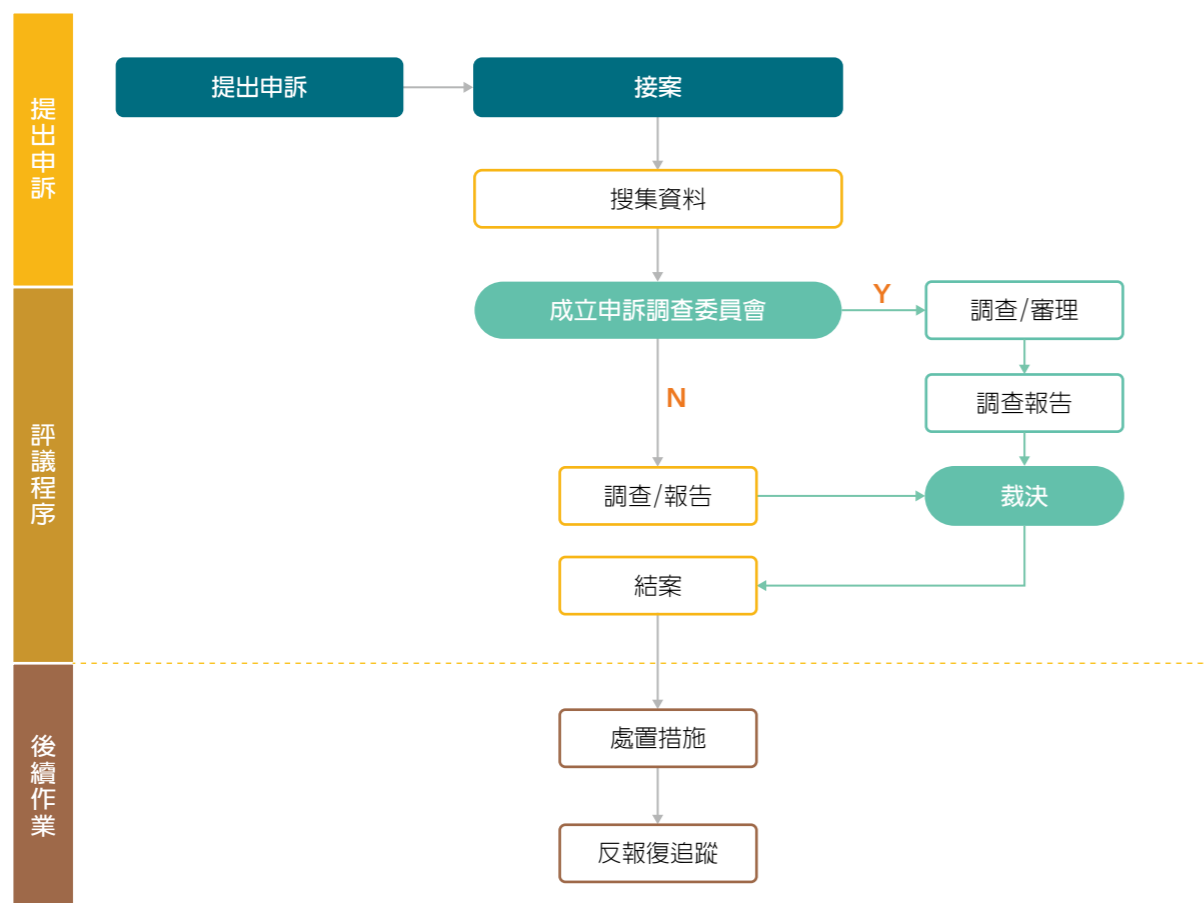 提出申訴
提出申訴
接案
搜集資料
評議程序
成立申訴調查委員會
Y
調查/審理
N
調查報告
調查/報告
裁決
結案
後續作業
處置措施
反報復追蹤